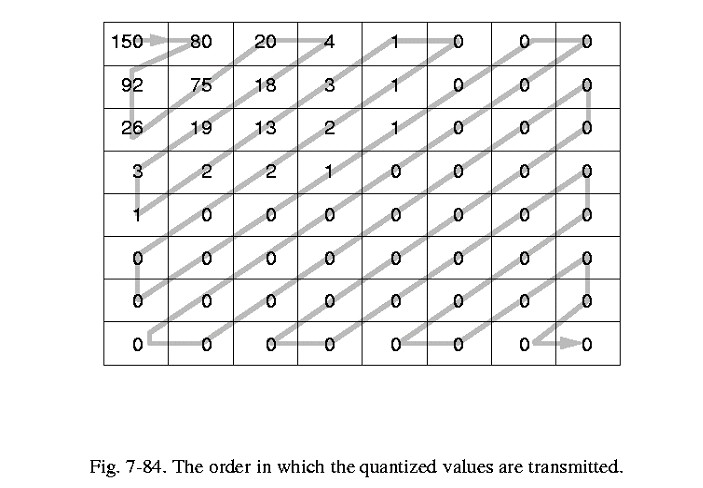 150 80 20 4 1 0 0 0
92 75 18 3 1 0 0 0
26 19 13 2 1 0 0 0
3 2 2 1 0 0 0 0
1 0 0 0 0 0 0 0
0 0 0 0 0 0 0 0
0 0 0 0 0 0 0 0
0 0 0 0 0 0 0 0
Fig. 7-84. The order in which the quantized values are transmitted.